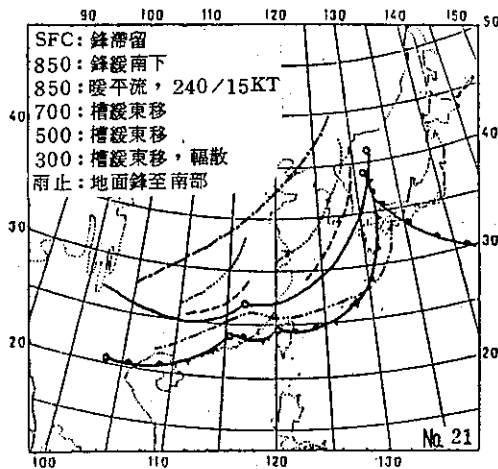 90 100 110 120 130 140 150 50
SFC：鋒滯留
850：鋒緩南下
850：暖平流，240/15KT
700：槽緩東移
500：槽緩東移
300：槽緩東移，輻散
雨止：地面鋒至南部
40 40
30 30
20 20
No. 21
100 110 120 130